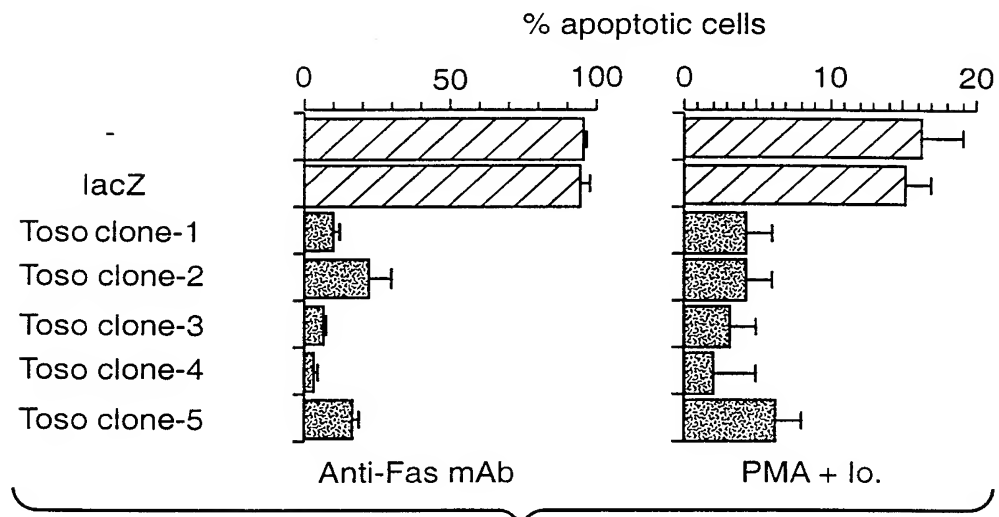 % apoptotic cells
0 50 100 0 10 20
-
lacZ
Toso clone-1
Toso clone-2
Toso clone-3
Toso clone-4
Toso clone-5
Anti-Fas mAb PMA + Io.